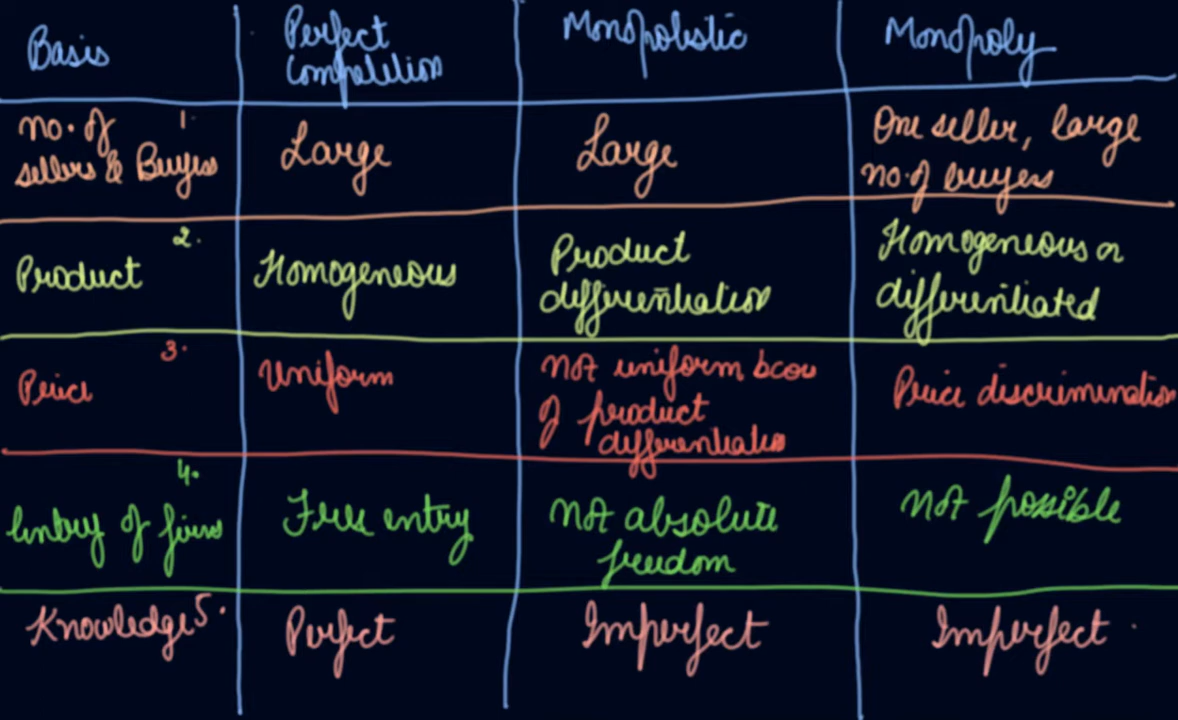 Basis
Perfect
Competition
Monopolistic
Monopoly
no. of 1.
sellers & Buyers
Large
Large
One seller, large
no. of buyers
2.
Product
Homogeneous
Product
differentiation
Homogeneous or
differentiated
3.
Price
Uniform
not uniform bcou
of product
differentiation
Price discrimination
4.
Entry of firms
Free entry
Not absolute
freedom
Not possible
Knowledge 5.
Perfect
Imperfect
Imperfect